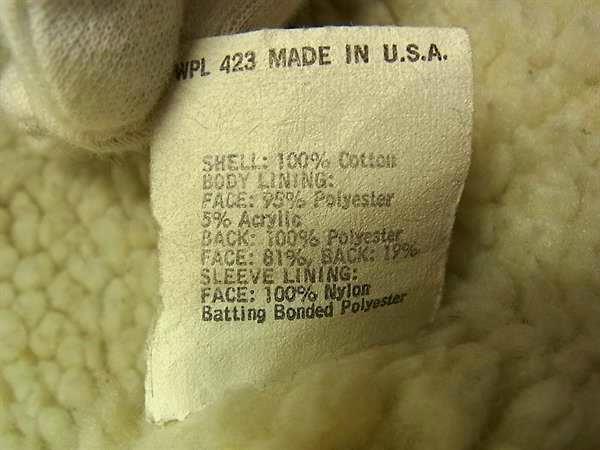 WPL 423 MADE IN U.S.A.
SHELL: 100% Cotton
BODY LINING:
FACE: 95% Polyester
5% Acrylic
BACK: 100% Polyester
FACE: 81%, BACK: 19%
SLEEVE LINING:
FACE: 100% Nylon
Batting Bonded Polyester